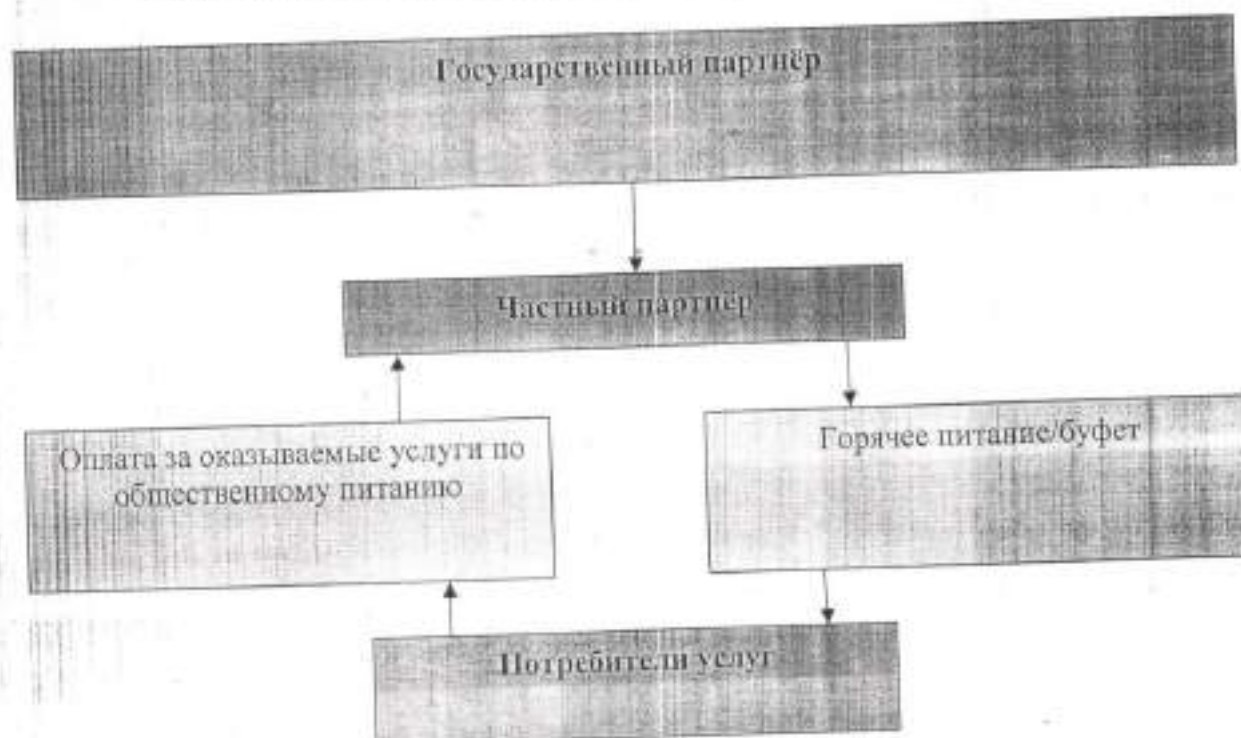 Государственный партнёр
Частный партнёр
Оплата за оказываемые услуги по
общественному питанию
Горячее питание/буфет
Потребители услуг